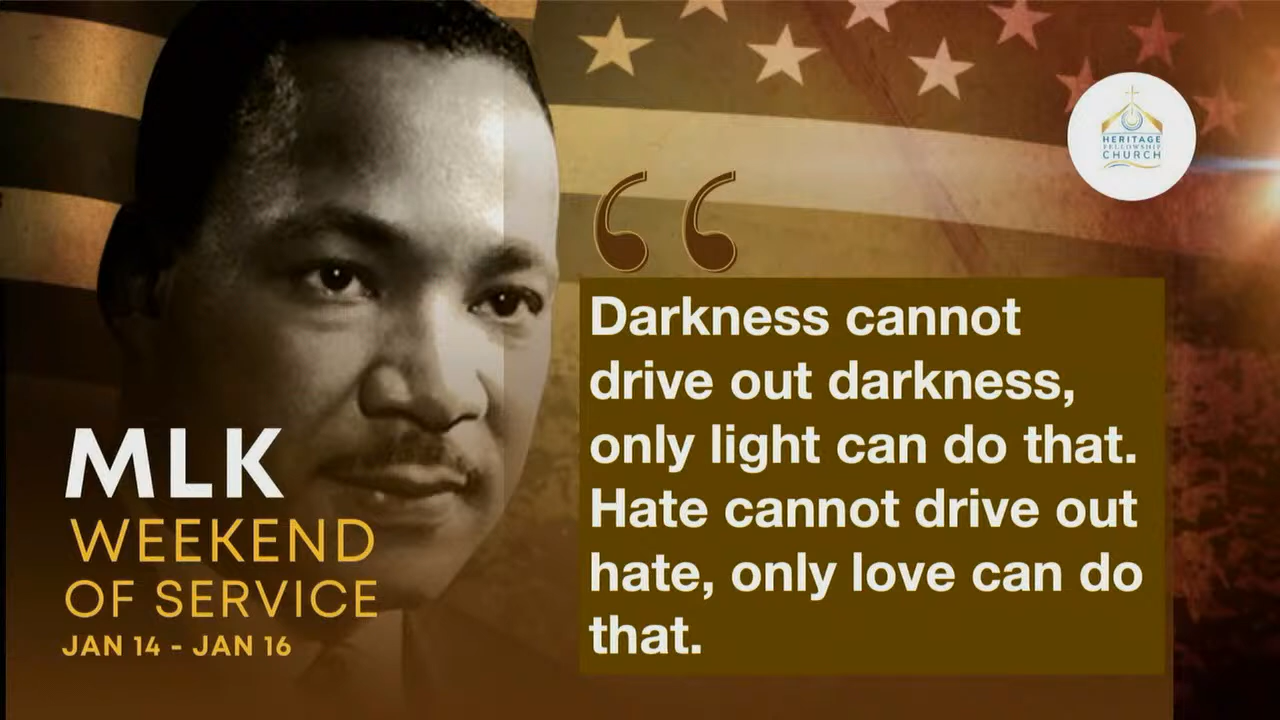 MLK
WEEKEND
OF SERVICE
JAN 14 - JAN 16
“
Darkness cannot
drive out darkness,
only light can do that.
Hate cannot drive out
hate, only love can do
that.
HERITAGE
FELLOWSHIP
CHURCH